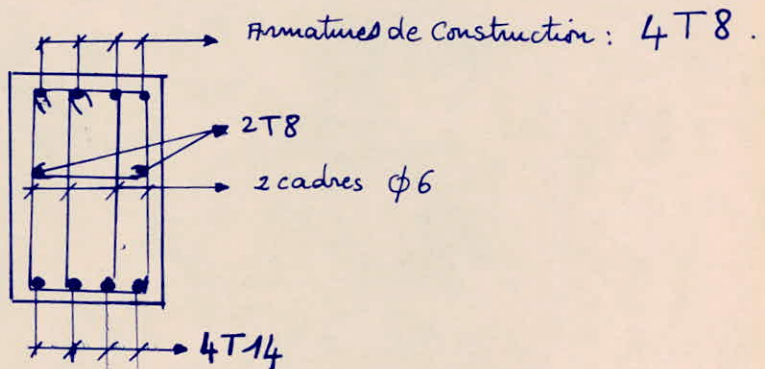 Armatures de Construction : 4T8.
2T8
2 cadres φ6
4T14